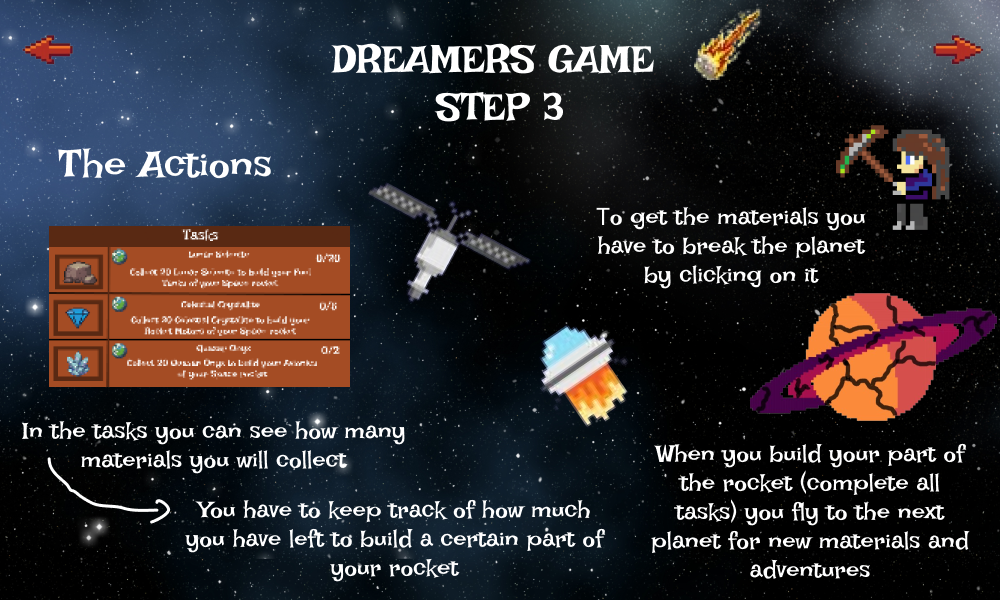 DREAMERS GAME
STEP 3
The Actions
Tasks
Lunar Selenite
0/20
Collect 20 Lunar Selenite to build your Fuel
Tanks of your Space rocket
Celestial Crystalite
Collect 20 Celestial Crystalite to build your
Rocket Motors of your Space rocket
Quasar Onyx
0/2
Collect 20 Quasar Onyx to build your Avionics
of your Space rocket
To get the materials you
have to break the planet
by clicking on it
In the tasks you can see how many
materials you will collect
You have to keep track of how much
you have left to build a certain part of
your rocket
When you build your part of
the rocket (complete all
tasks) you fly to the next
planet for new materials and
adventures